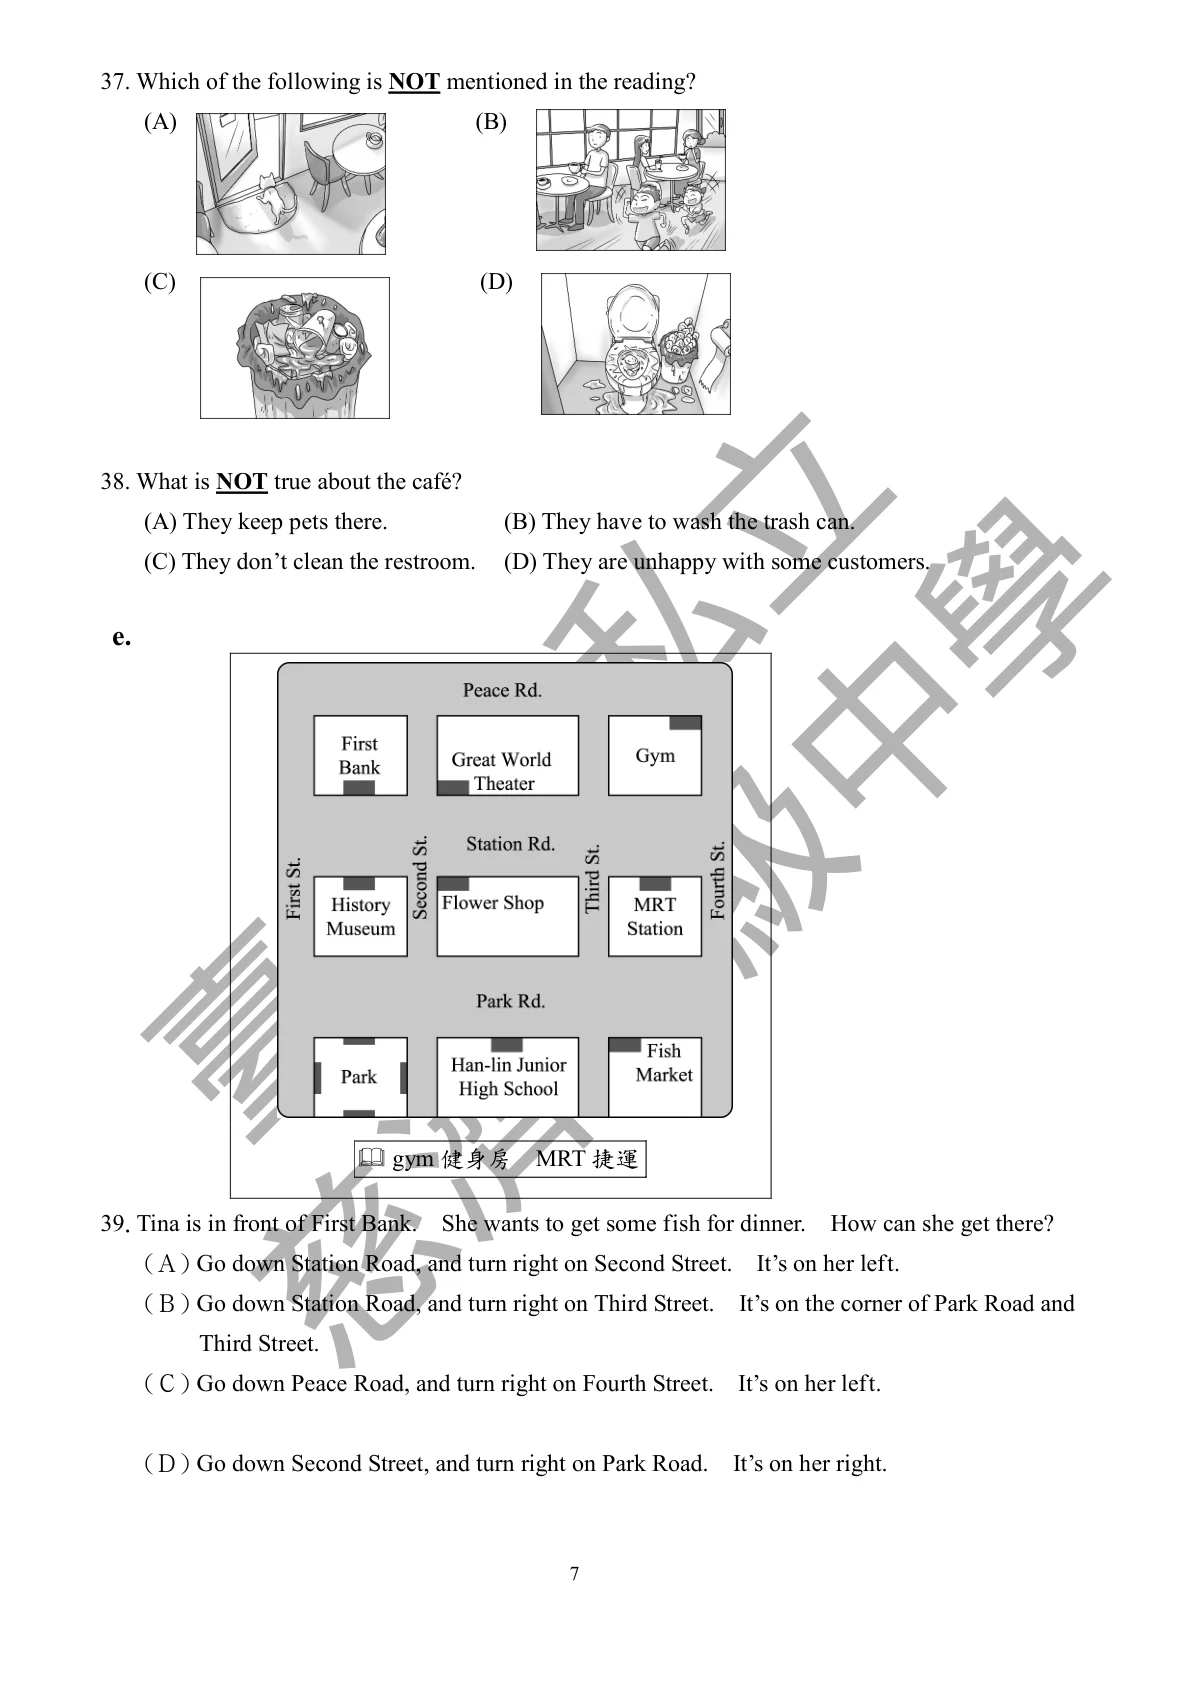 37. Which of the following is NOT mentioned in the reading?
(A) (B)
(C) (D)
38. What is NOT true about the café?
(A) They keep pets there. (B) They have to wash the trash can.
(C) They don't clean the restroom. (D) They are unhappy with some customers.
e.
Peace Rd.
First
Bank
Great World
Theater
Gym
Station Rd.
First St.
Second St.
Third St.
Fourth St.
History
Museum
Flower Shop
MRT
Station
Park Rd.
Park
Han-lin Junior
High School
Fish
Market
gym 健身房 MRT 捷運
39. Tina is in front of First Bank. She wants to get some fish for dinner. How can she get there?
（A）Go down Station Road, and turn right on Second Street. It's on her left.
（B）Go down Station Road, and turn right on Third Street. It's on the corner of Park Road and
Third Street.
（C）Go down Peace Road, and turn right on Fourth Street. It's on her left.
（D）Go down Second Street, and turn right on Park Road. It's on her right.
7
私立
臺
慈濟
級中學